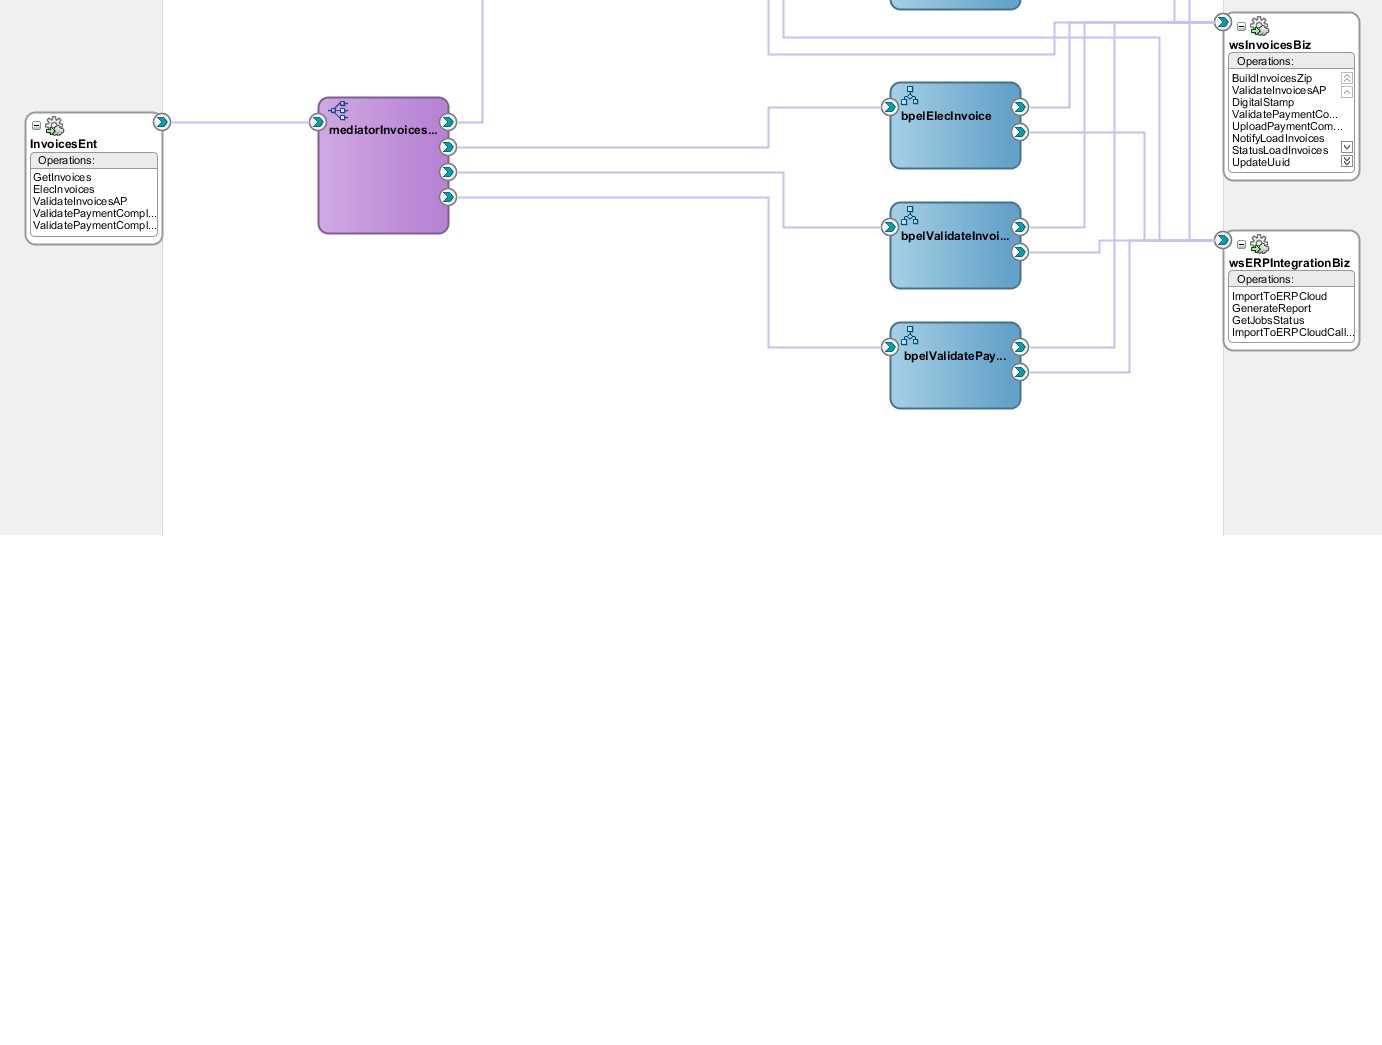 InvoicesEnt
Operations:
GetInvoices
ElecInvoices
ValidateInvoicesAP
ValidatePaymentCompl...
ValidatePaymentCompl...
mediatorInvoices...
bpelElecInvoice
bpelValidateInvoi...
bpelValidatePay...
wsInvoicesBiz
Operations:
BuildInvoicesZip
ValidateInvoicesAP
DigitalStamp
ValidatePaymentCo...
UploadPaymentCom...
NotifyLoadInvoices
StatusLoadInvoices
UpdateUuid
wsERPIntegrationBiz
Operations:
ImportToERPCloud
GenerateReport
GetJobsStatus
ImportToERPCloudCall...